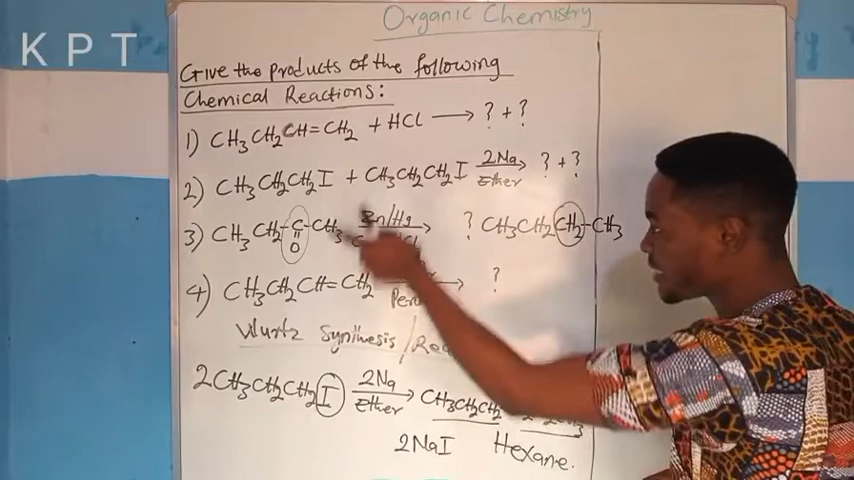 KPT
Organic Chemistry
Give the products of the following
Chemical Reactions:
1) CH₃CH₂CH=CH₂ + HCl ⟶ ? + ?
2) CH₃CH₂CH₂I + CH₃CH₂CH₂I 2Na Ether → ? + ?
3) CH₃CH₂-C-CH₃ Zn/Hg HCl → ? CH₃CH₂CH₂-CH₃
O
4) CH₃CH₂CH=CH₂ → ?
Wurtz Synthesis/
2CH₃CH₂CH₂I 2Na Ether → CH₃CH₂CH₂
2NaI Hexane.